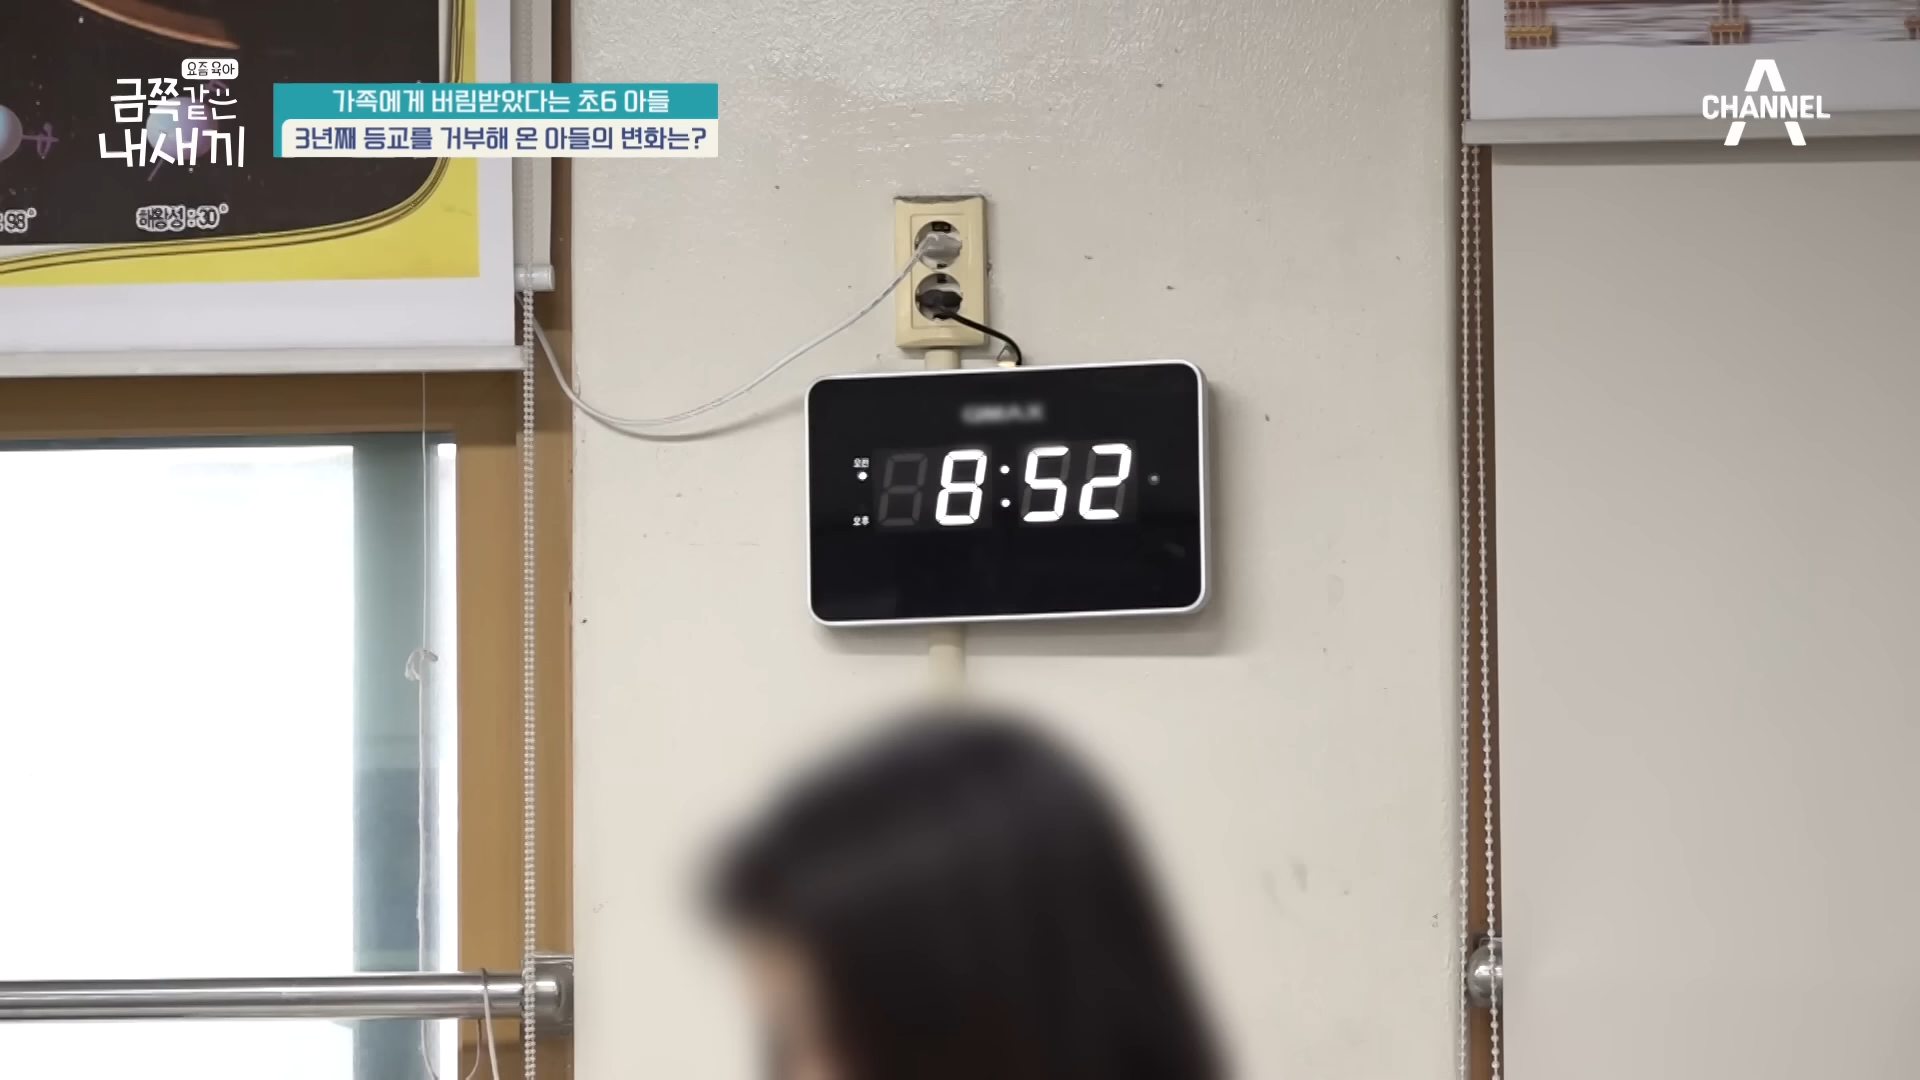 요즘 육아
금쪽같은
내새끼
가족에게 버림받았다는 초6 아들
3년째 등교를 거부해 온 아들의 변화는?
CHANNEL A
: 98°
해왕성 : 30°
오전
8:52
오후